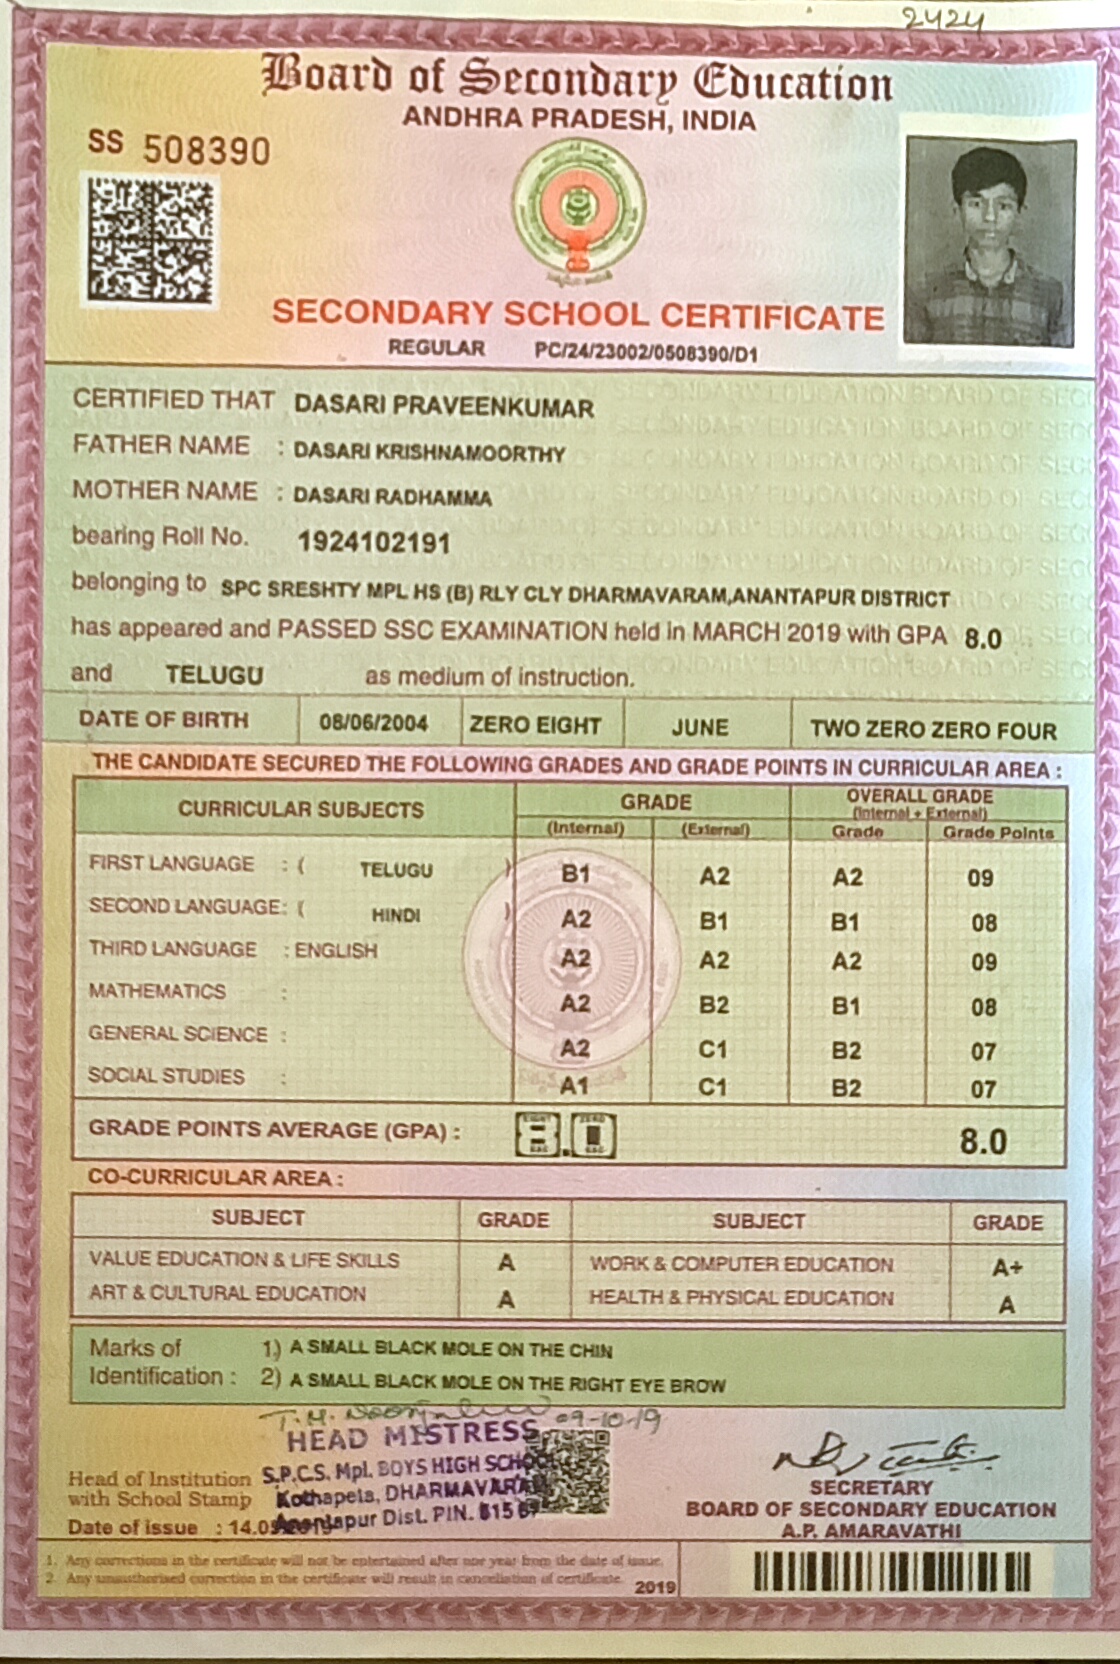 2424
Board of Secondary Education
ANDHRA PRADESH, INDIA
SS 508390
SECONDARY SCHOOL CERTIFICATE
REGULAR PC/24/23002/0508390/D1
CERTIFIED THAT DASARI PRAVEENKUMAR
FATHER NAME : DASARI KRISHNAMOORTHY
MOTHER NAME : DASARI RADHAMMA
bearing Roll No. 1924102191
belonging to SPC SRESHTY MPL HS (B) RLY CLY DHARMAVARAM,ANANTAPUR DISTRICT
has appeared and PASSED SSC EXAMINATION held in MARCH 2019 with GPA 8.0
and TELUGU as medium of instruction.
DATE OF BIRTH 08/06/2004 ZERO EIGHT JUNE TWO ZERO ZERO FOUR
THE CANDIDATE SECURED THE FOLLOWING GRADES AND GRADE POINTS IN CURRICULAR AREA :
CURRICULAR SUBJECTS GRADE OVERALL GRADE
(Internal + External)
(Internal) (External) Grade Grade Points
FIRST LANGUAGE : ( TELUGU ) B1 A2 A2 09
SECOND LANGUAGE: ( HINDI ) A2 B1 B1 08
THIRD LANGUAGE : ENGLISH A2 A2 A2 09
MATHEMATICS : A2 B2 B1 08
GENERAL SCIENCE : A2 C1 B2 07
SOCIAL STUDIES : A1 C1 B2 07
GRADE POINTS AVERAGE (GPA) : 8.0 8.0
CO-CURRICULAR AREA :
SUBJECT GRADE SUBJECT GRADE
VALUE EDUCATION & LIFE SKILLS A WORK & COMPUTER EDUCATION A+
ART & CULTURAL EDUCATION A HEALTH & PHYSICAL EDUCATION A
Marks of 1) A SMALL BLACK MOLE ON THE CHIN
Identification : 2) A SMALL BLACK MOLE ON THE RIGHT EYE BROW
T.M. 09-10-19
HEAD MISTRESS
S.P.C.S. Mpl. BOYS HIGH SCHOOL
Kothapeta, DHARMAVARAM
Anantapur Dist. PIN. 515
Head of Institution
with School Stamp
Date of issue : 14.05.2019
SECRETARY
BOARD OF SECONDARY EDUCATION
A.P. AMARAVATHI
1. Any corrections in the certificate will not be entertained after one year from the date of issue.
2. Any unauthorised correction in the certificate will result in cancellation of certificate.
2019